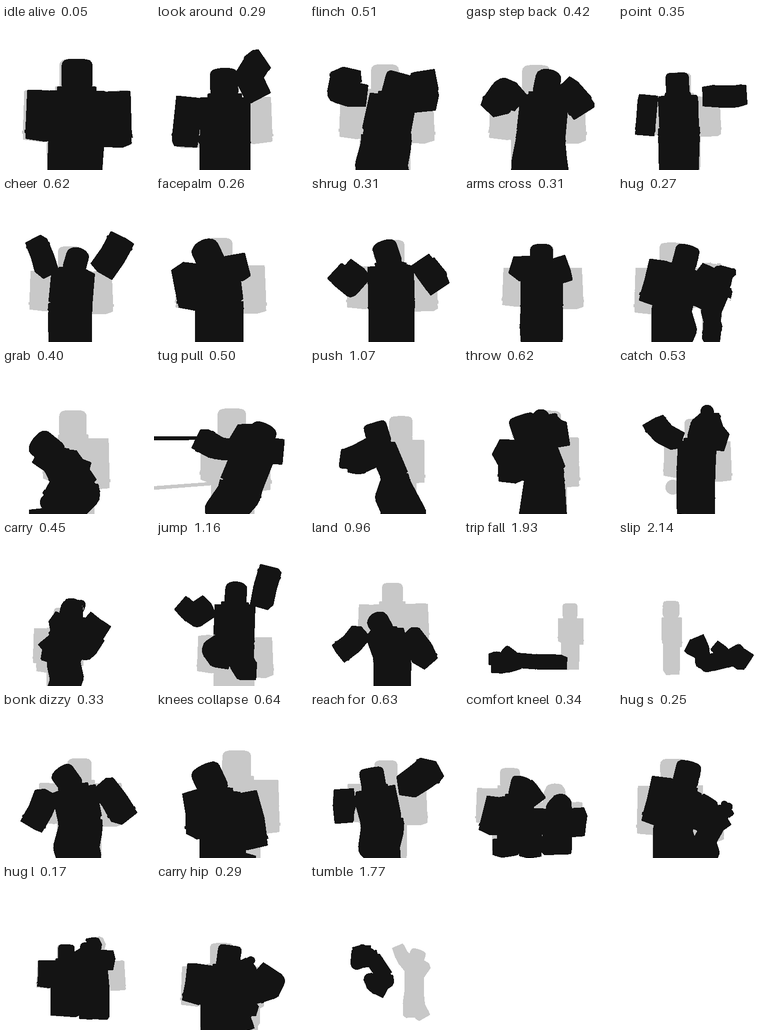 idle alive 0.05
look around 0.29
flinch 0.51
gasp step back 0.42
point 0.35
cheer 0.62
facepalm 0.26
shrug 0.31
arms cross 0.31
hug 0.27
grab 0.40
tug pull 0.50
push 1.07
throw 0.62
catch 0.53
carry 0.45
jump 1.16
land 0.96
trip fall 1.93
slip 2.14
bonk dizzy 0.33
knees collapse 0.64
reach for 0.63
comfort kneel 0.34
hug s 0.25
hug l 0.17
carry hip 0.29
tumble 1.77